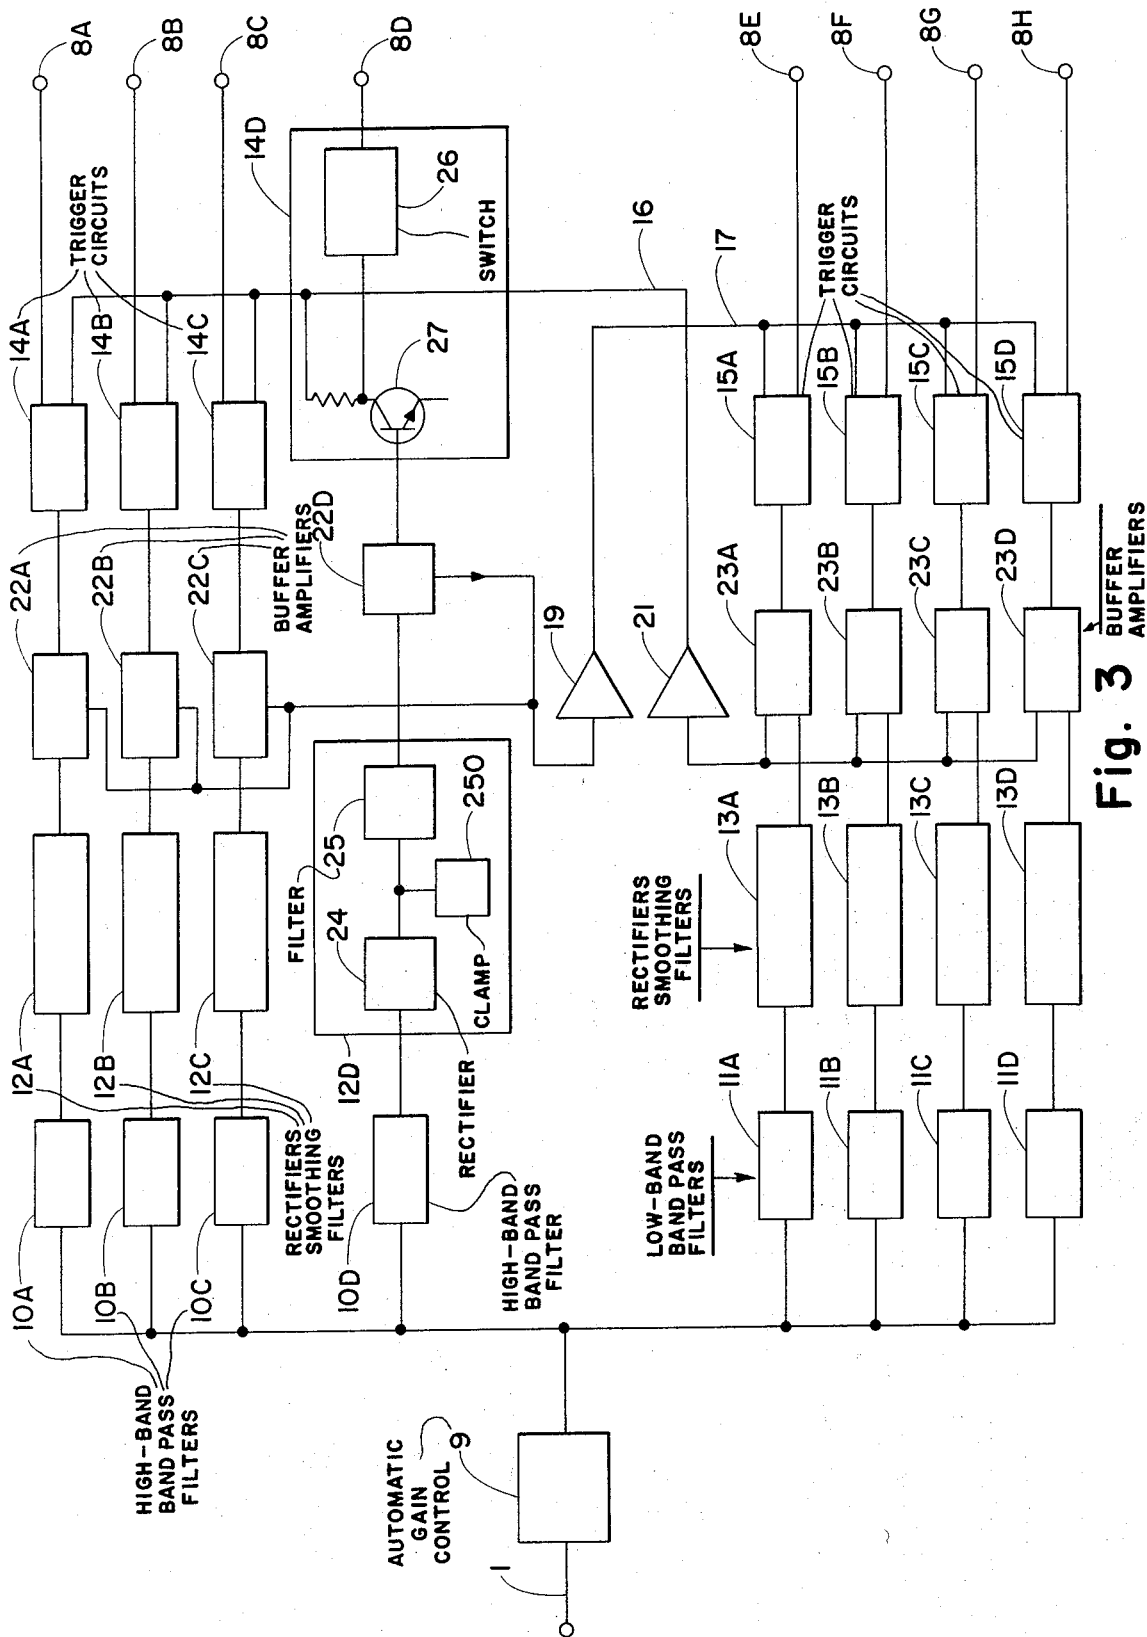 10A
12A
22A
14A
TRIGGER
CIRCUITS
8A
HIGH-BAND
BAND PASS
FILTERS
10B
12B
22B
14B
8B
10C
RECTIFIERS
SMOOTHING
FILTERS
12C
22C
BUFFER
AMPLIFIERS
14C
8C
10D
HIGH-BAND
BAND PASS
FILTER
12D
RECTIFIER
24
FILTER
25
CLAMP
250
22D
27
14D
26
SWITCH
8D
1
AUTOMATIC
GAIN
CONTROL
9
19
21
16
17
LOW-BAND
BAND PASS
FILTERS
RECTIFIERS
SMOOTHING
FILTERS
TRIGGER
CIRCUITS
11A
13A
23A
15A
8E
11B
13B
23B
15B
8F
11C
13C
23C
15C
8G
11D
13D
23D
15D
8H
BUFFER
AMPLIFIERS
Fig. 3